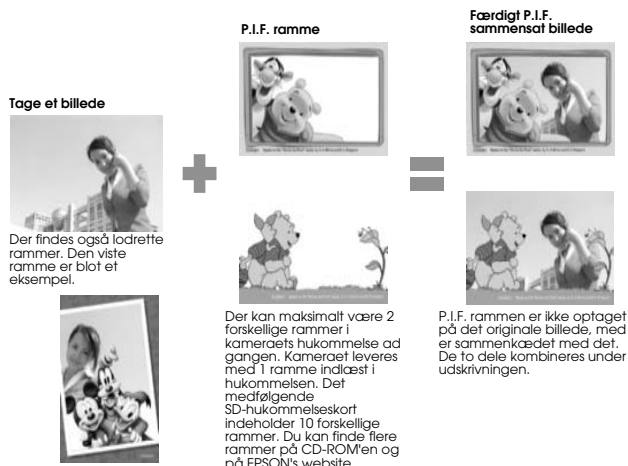 Tage et billede
Der findes også lodrette
rammer. Den viste
ramme er blot et
eksempel.
P.I.F. ramme
Der kan maksimalt være 2
forskellige rammer i
kameraets hukommelse ad
gangen. Kameraet leveres
med 1 ramme indlæst i
hukommelsen. Det
medfølgende
SD-hukommelseskort
indeholder 10 forskellige
rammer. Du kan finde flere
rammer på CD-ROM'en og
på EPSON's website
Færdigt P.I.F.
sammensat billede
P.I.F. rammen er ikke optaget
på det originale billede, med
er sammenkædet med det.
De to dele kombineres under
udskrivningen.